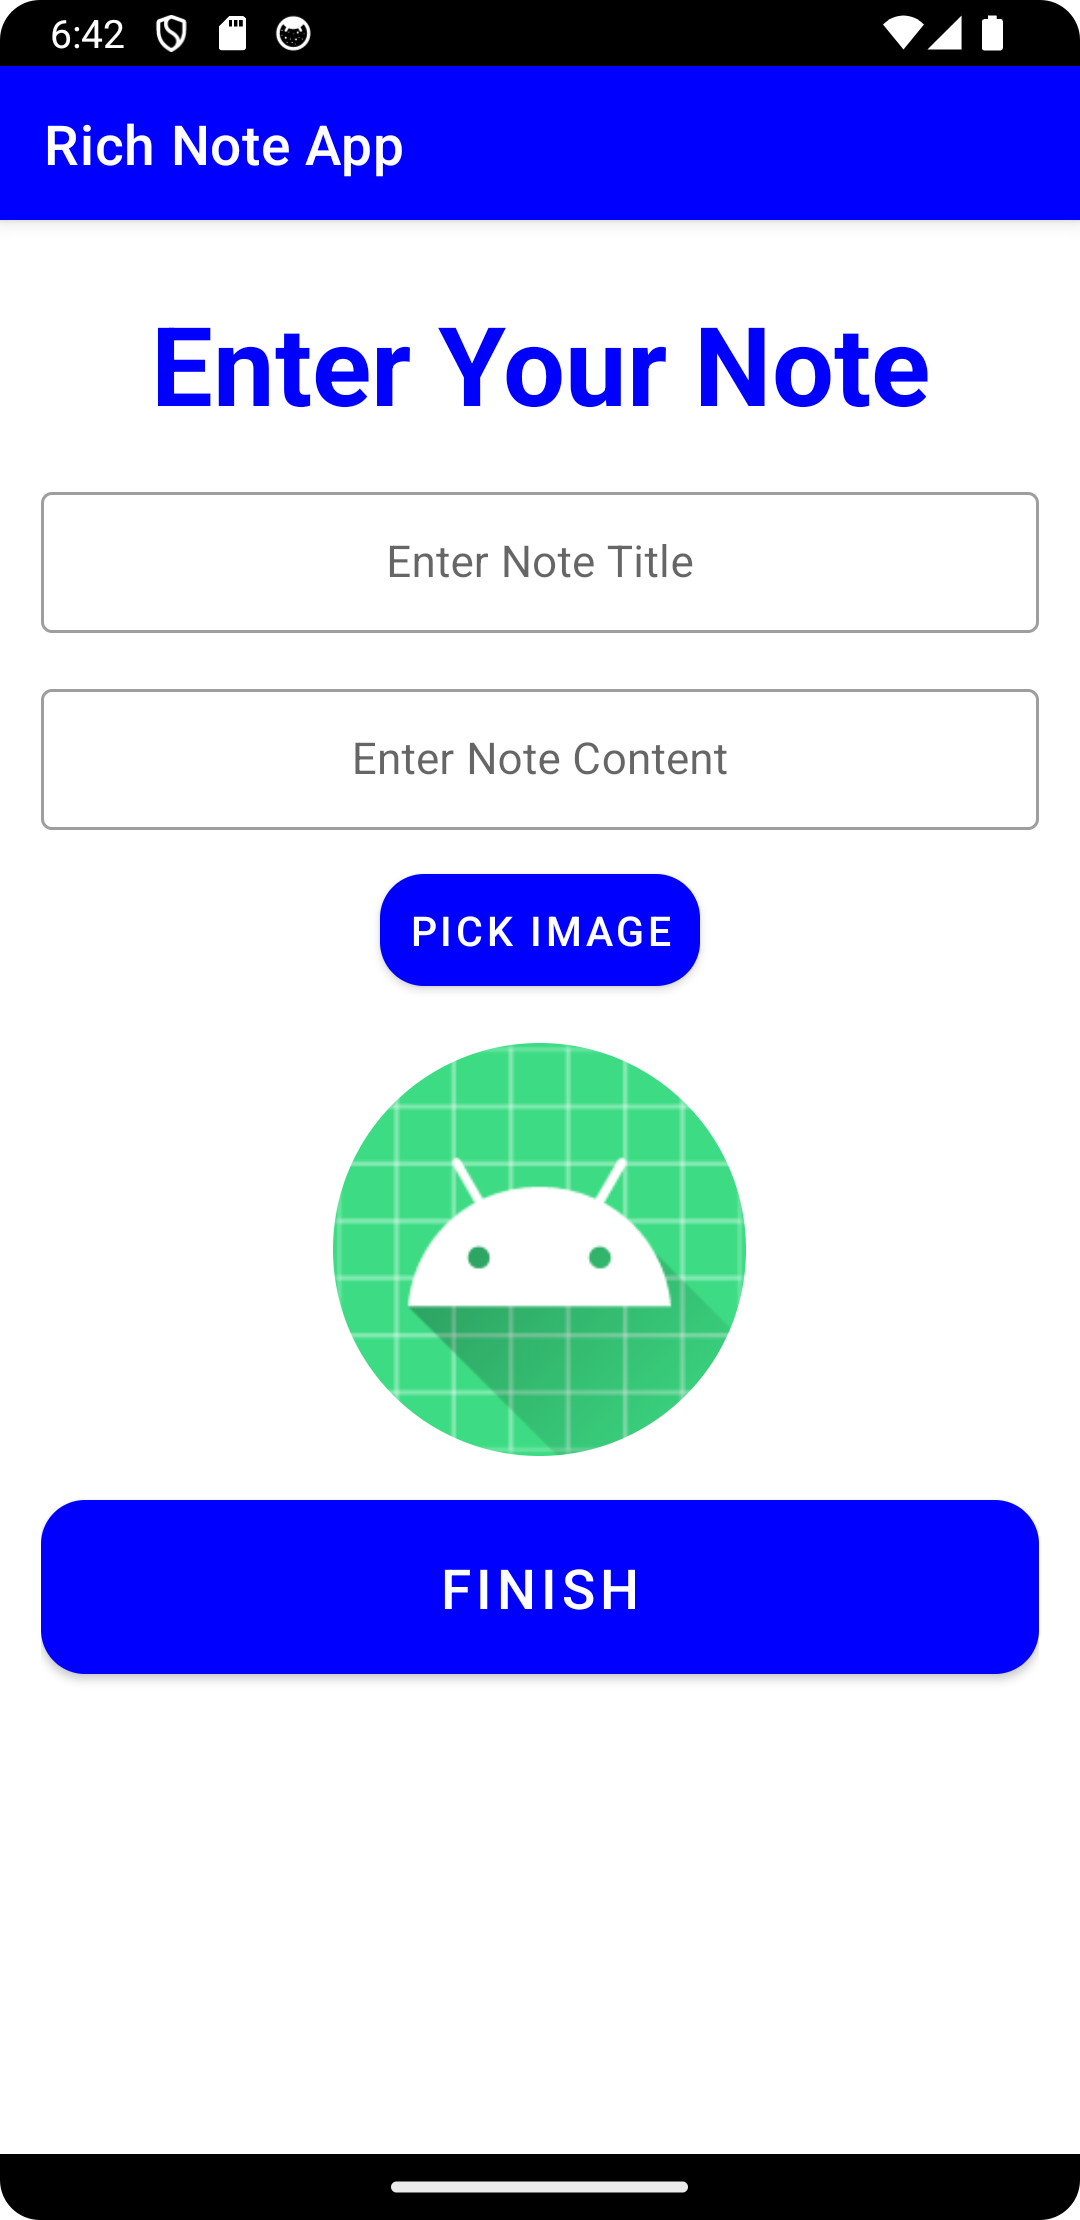 6:42
Rich Note App
Enter Your Note
Enter Note Title
Enter Note Content
PICK IMAGE
FINISH